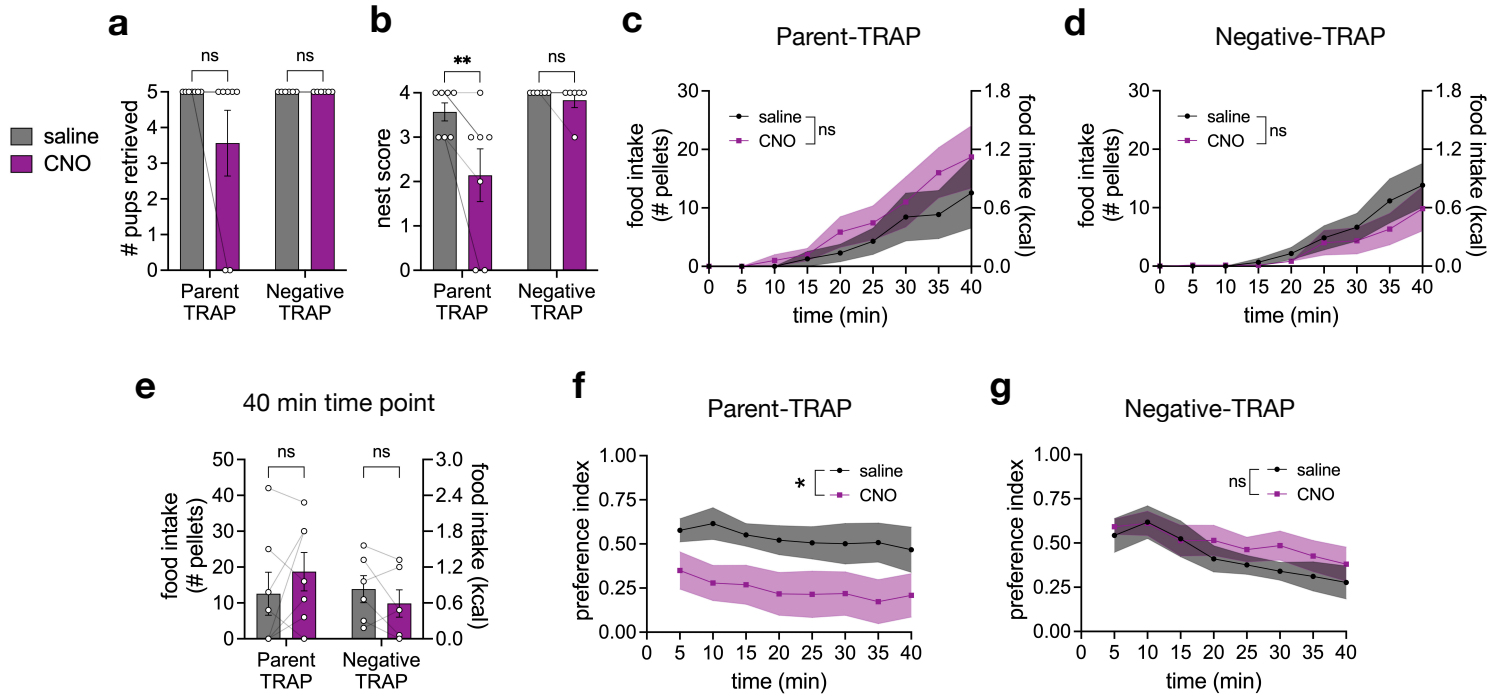 a
b
c
Parent-TRAP
d
Negative-TRAP
saline
CNO
ns
ns
# pups retrieved
5
4
3
2
1
0
Parent
TRAP
Negative
TRAP
**
ns
nest score
4
3
2
1
0
Parent
TRAP
Negative
TRAP
food intake
(# pellets)
30
20
10
0
saline
CNO
ns
1.8
1.2
0.6
0.0
food intake (kcal)
0 5 10 15 20 25 30 35 40
time (min)
food intake
(# pellets)
30
20
10
0
saline
CNO
ns
1.8
1.2
0.6
0.0
food intake (kcal)
0 5 10 15 20 25 30 35 40
time (min)
e
40 min time point
food intake
(# pellets)
50
40
30
20
10
0
ns
ns
3.0
2.4
1.8
1.2
0.6
0.0
food intake (kcal)
Parent
TRAP
Negative
TRAP
f
Parent-TRAP
preference index
1.00
0.75
0.50
0.25
0.00
*
saline
CNO
0 5 10 15 20 25 30 35 40
time (min)
g
Negative-TRAP
preference index
1.00
0.75
0.50
0.25
0.00
ns
saline
CNO
0 5 10 15 20 25 30 35 40
time (min)